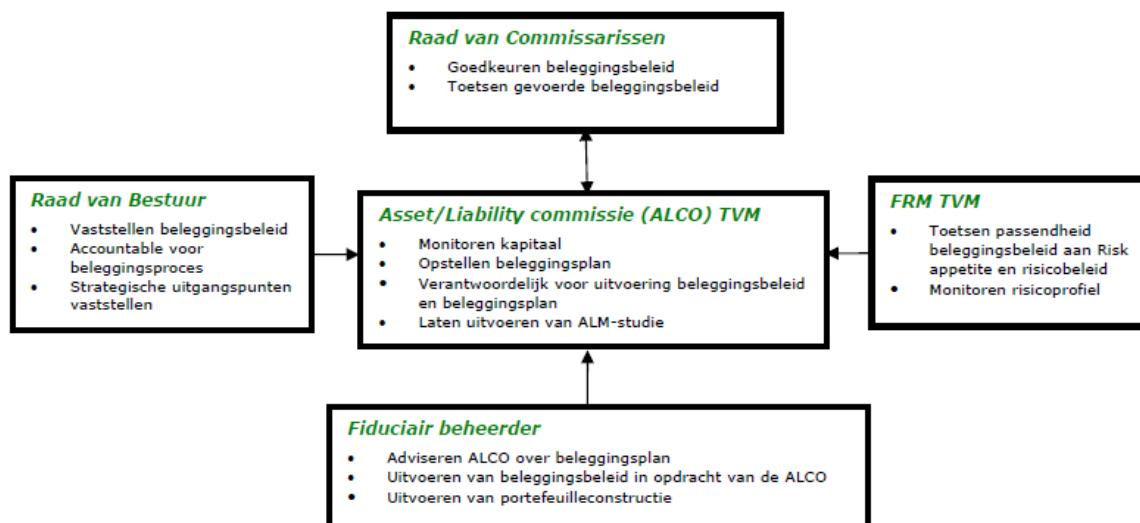 Raad van Commissarissen
• Goedkeuren beleggingsbeleid
• Toetsen gevoerde beleggingsbeleid
Raad van Bestuur
• Vaststellen beleggingsbeleid
• Accountable voor
beleggingsproces
• Strategische uitgangspunten
vaststellen
Asset/Liability commissie (ALCO) TVM
• Monitoren kapitaal
• Opstellen beleggingsplan
• Verantwoordelijk voor uitvoering beleggingsbeleid
en beleggingsplan
• Laten uitvoeren van ALM-studie
FRM TVM
• Toetsen passendheid
beleggingsbeleid aan Risk
appetite en risicobeleid
• Monitoren risicoprofiel
Fiduciair beheerder
• Adviseren ALCO over beleggingsplan
• Uitvoeren van beleggingsbeleid in opdracht van de ALCO
• Uitvoeren van portefeuilleconstructie